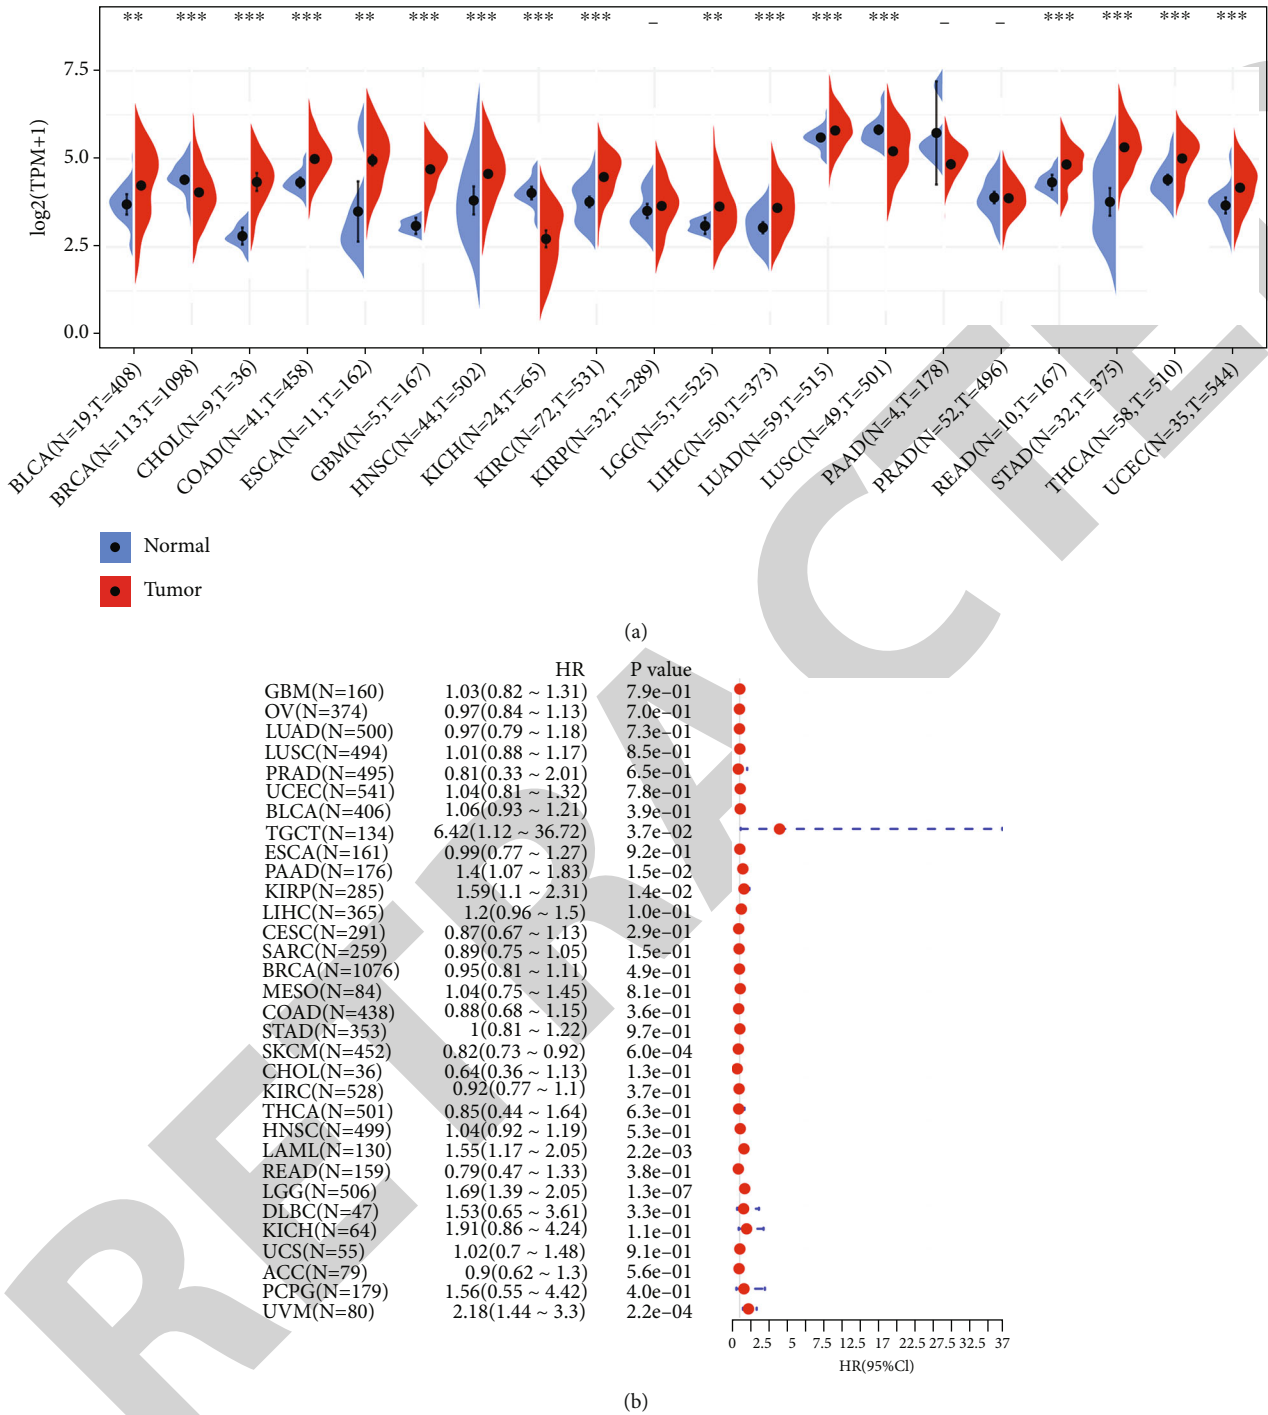 ** *** *** *** ** *** *** *** *** – ** *** *** *** – – *** *** *** ***
log2(TPM+1)
7.5
5.0
2.5
0.0
BLCA(N=19,T=408)
BRCA(N=113,T=1098)
CHOL(N=9,T=36)
COAD(N=41,T=458)
ESCA(N=11,T=162)
GBM(N=5,T=167)
HNSC(N=44,T=502)
KICH(N=24,T=65)
KIRC(N=72,T=531)
KIRP(N=32,T=289)
LGG(N=5,T=525)
LIHC(N=50,T=373)
LUAD(N=59,T=515)
LUSC(N=49,T=501)
PAAD(N=4,T=178)
PRAD(N=52,T=496)
READ(N=10,T=167)
STAD(N=32,T=375)
THCA(N=58,T=510)
UCEC(N=35,T=544)
Normal
Tumor
(a)
HR P value
GBM(N=160) 1.03(0.82 ~ 1.31) 7.9e–01
OV(N=374) 0.97(0.84 ~ 1.13) 7.0e–01
LUAD(N=500) 0.97(0.79 ~ 1.18) 7.3e–01
LUSC(N=494) 1.01(0.88 ~ 1.17) 8.5e–01
PRAD(N=495) 0.81(0.33 ~ 2.01) 6.5e–01
UCEC(N=541) 1.04(0.81 ~ 1.32) 7.8e–01
BLCA(N=406) 1.06(0.93 ~ 1.21) 3.9e–01
TGCT(N=134) 6.42(1.12 ~ 36.72) 3.7e–02
ESCA(N=161) 0.99(0.77 ~ 1.27) 9.2e–01
PAAD(N=176) 1.4(1.07 ~ 1.83) 1.5e–02
KIRP(N=285) 1.59(1.1 ~ 2.31) 1.4e–02
LIHC(N=365) 1.2(0.96 ~ 1.5) 1.0e–01
CESC(N=291) 0.87(0.67 ~ 1.13) 2.9e–01
SARC(N=259) 0.89(0.75 ~ 1.05) 1.5e–01
BRCA(N=1076) 0.95(0.81 ~ 1.11) 4.9e–01
MESO(N=84) 1.04(0.75 ~ 1.45) 8.1e–01
COAD(N=438) 0.88(0.68 ~ 1.15) 3.6e–01
STAD(N=353) 1(0.81 ~ 1.22) 9.7e–01
SKCM(N=452) 0.82(0.73 ~ 0.92) 6.0e–04
CHOL(N=36) 0.64(0.36 ~ 1.13) 1.3e–01
KIRC(N=528) 0.92(0.77 ~ 1.1) 3.7e–01
THCA(N=501) 0.85(0.44 ~ 1.64) 6.3e–01
HNSC(N=499) 1.04(0.92 ~ 1.19) 5.3e–01
LAML(N=130) 1.55(1.17 ~ 2.05) 2.2e–03
READ(N=159) 0.79(0.47 ~ 1.33) 3.8e–01
LGG(N=506) 1.69(1.39 ~ 2.05) 1.3e–07
DLBC(N=47) 1.53(0.65 ~ 3.61) 3.3e–01
KICH(N=64) 1.91(0.86 ~ 4.24) 1.1e–01
UCS(N=55) 1.02(0.7 ~ 1.48) 9.1e–01
ACC(N=79) 0.9(0.62 ~ 1.3) 5.6e–01
PCPG(N=179) 1.56(0.55 ~ 4.42) 4.0e–01
UVM(N=80) 2.18(1.44 ~ 3.3) 2.2e–04
0 2.5 5 7.5 12.5 17 22.5 27.5 32.5 37
HR(95%Cl)
(b)
RETRACTE